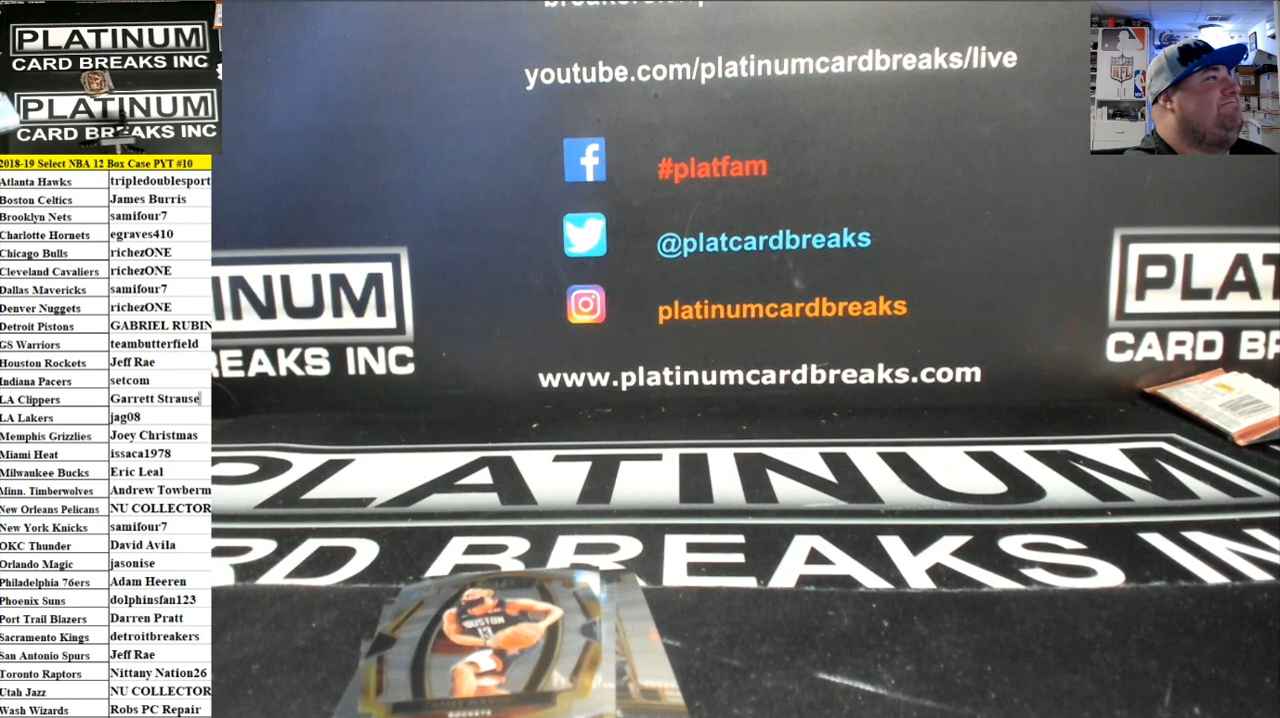 PLATINUM
CARD BREAKS INC
PLATINUM
CARD BREAKS INC
2018-19 Select NBA 12 Box Case PYT #10
Atlanta Hawks tripledoublesport
Boston Celtics James Burris
Brooklyn Nets samifour7
Charlotte Hornets egraves410
Chicago Bulls richezONE
Cleveland Cavaliers richezONE
Dallas Mavericks samifour7
Denver Nuggets richezONE
Detroit Pistons GABRIEL RUBIN
GS Warriors teambutterfield
Houston Rockets Jeff Rae
Indiana Pacers setcom
LA Clippers Garrett Strause
LA Lakers jag08
Memphis Grizzlies Joey Christmas
Miami Heat issaca1978
Milwaukee Bucks Eric Leal
Minn. Timberwolves Andrew Towberm
New Orleans Pelicans NU COLLECTOR
New York Knicks samifour7
OKC Thunder David Avila
Orlando Magic jasonise
Philadelphia 76ers Adam Heeren
Phoenix Suns dolphinsfan123
Port Trail Blazers Darren Pratt
Sacramento Kings detroitbreakers
San Antonio Spurs Jeff Rae
Toronto Raptors Nittany Nation26
Utah Jazz NU COLLECTOR
Wash Wizards Robs PC Repair
youtube.com/platinumcardbreaks/live
#platfam
@platcardbreaks
platinumcardbreaks
www.platinumcardbreaks.com
INUM
EAKS INC
PLAT
CARD BR
NFL
PLATINUM
RD BREAKS IN
HOUSTON
13
ROCKETS